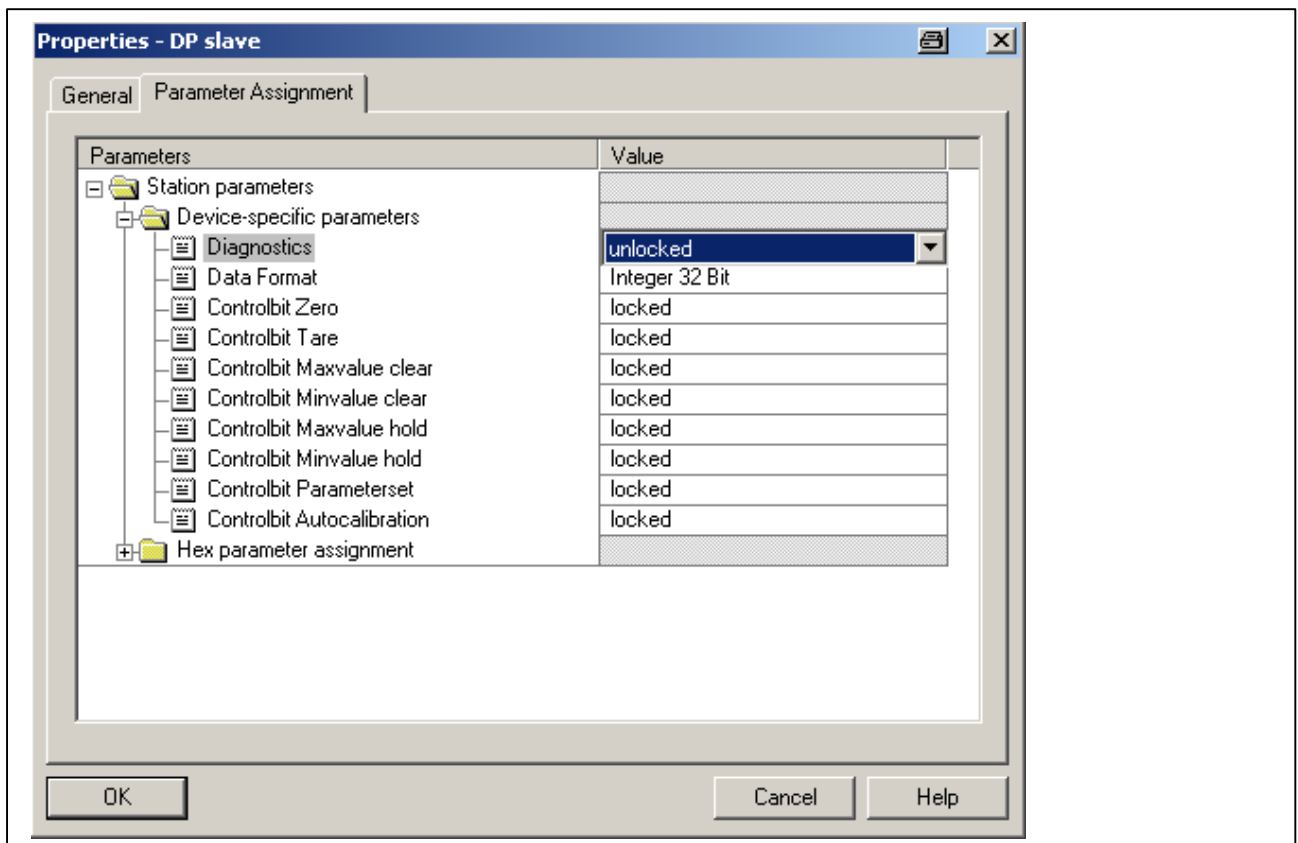 Properties - DP slave
General Parameter Assignment
Parameters Value
Station parameters
Device-specific parameters
Diagnostics unlocked
Data Format Integer 32 Bit
Controlbit Zero locked
Controlbit Tare locked
Controlbit Maxvalue clear locked
Controlbit Minvalue clear locked
Controlbit Maxvalue hold locked
Controlbit Minvalue hold locked
Controlbit Parameterset locked
Controlbit Autocalibration locked
Hex parameter assignment
OK Cancel Help